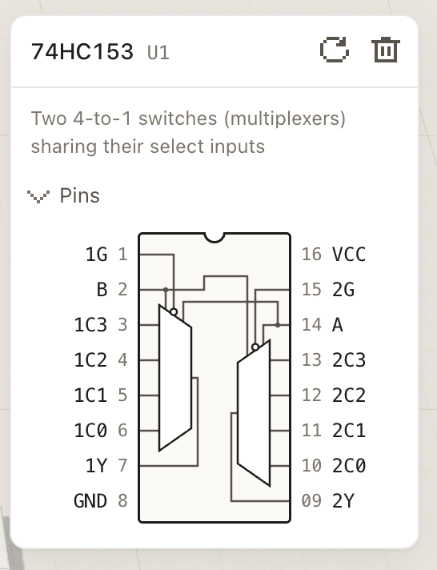 74HC153 U1
Two 4-to-1 switches (multiplexers)
sharing their select inputs
Pins
1G 1 16 VCC
B 2 15 2G
1C3 3 14 A
1C2 4 13 2C3
1C1 5 12 2C2
1C0 6 11 2C1
1Y 7 10 2C0
GND 8 09 2Y